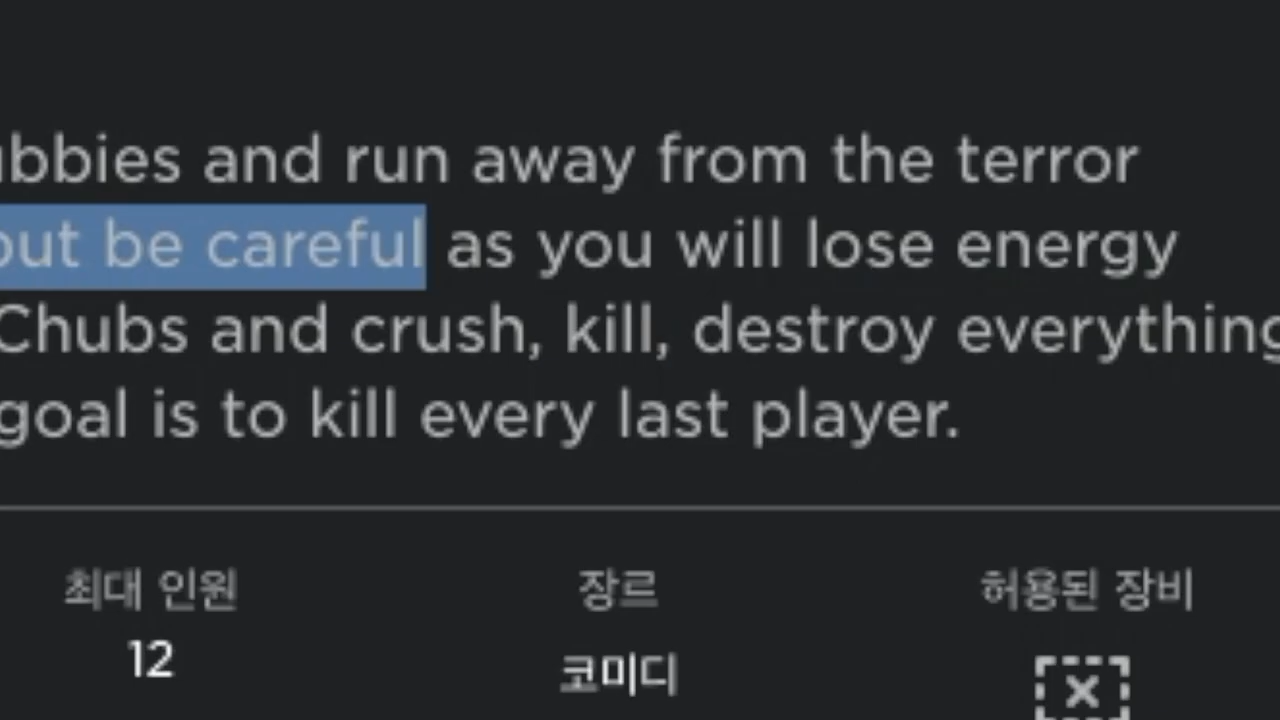 ubbies and run away from the terror
but be careful as you will lose energy
Chubs and crush, kill, destroy everything
goal is to kill every last player.
최대 인원
장르
허용된 장비
12
코미디